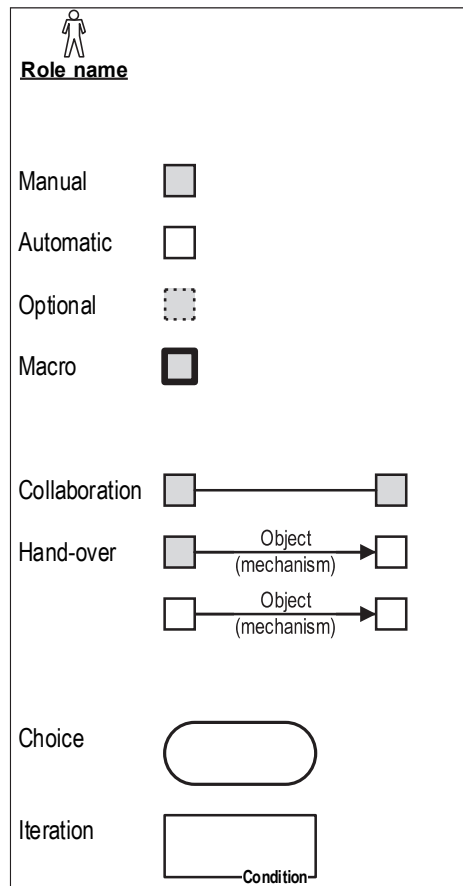 Role name
Manual
Automatic
Optional
Macro
Collaboration
Hand-over
Object
(mechanism)
Object
(mechanism)
Choice
Iteration
Condition